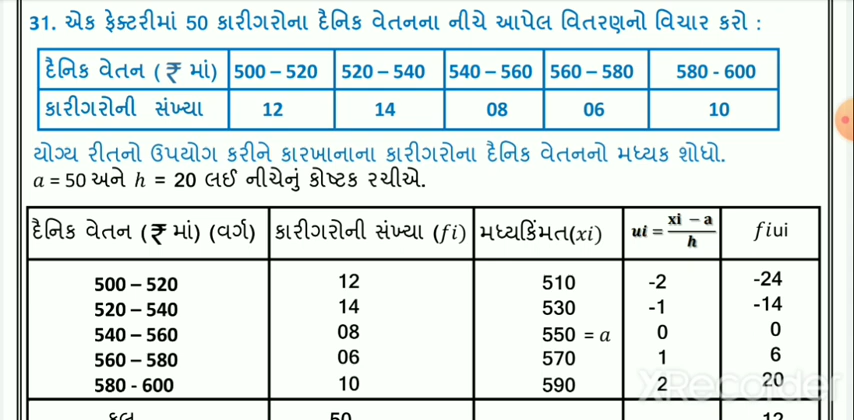 31. એક ફેક્ટરીમાં 50 કારીગરોના દૈનિક વેતનના નીચે આપેલ વિતરણનો વિચાર કરો :
દૈનિક વેતન (₹ માં) 500 – 520 520 – 540 540 – 560 560 – 580 580 - 600
કારીગરોની સંખ્યા 12 14 08 06 10
યોગ્ય રીતનો ઉપયોગ કરીને કારખાનાના કારીગરોના દૈનિક વેતનનો મધ્યક શોધો.
a = 50 અને h = 20 લઈ નીચેનું કોષ્ટક રચીએ.
દૈનિક વેતન (₹ માં) (વર્ગ) કારીગરોની સંખ્યા (fi) મધ્યકિંમત(xi) ui = xi – a / h fiui
500 – 520 12 510 -2 -24
520 – 540 14 530 -1 -14
540 – 560 08 550 = a 0 0
560 – 580 06 570 1 6
580 - 600 10 590 2 20
કુલ 50 12
XRecorder